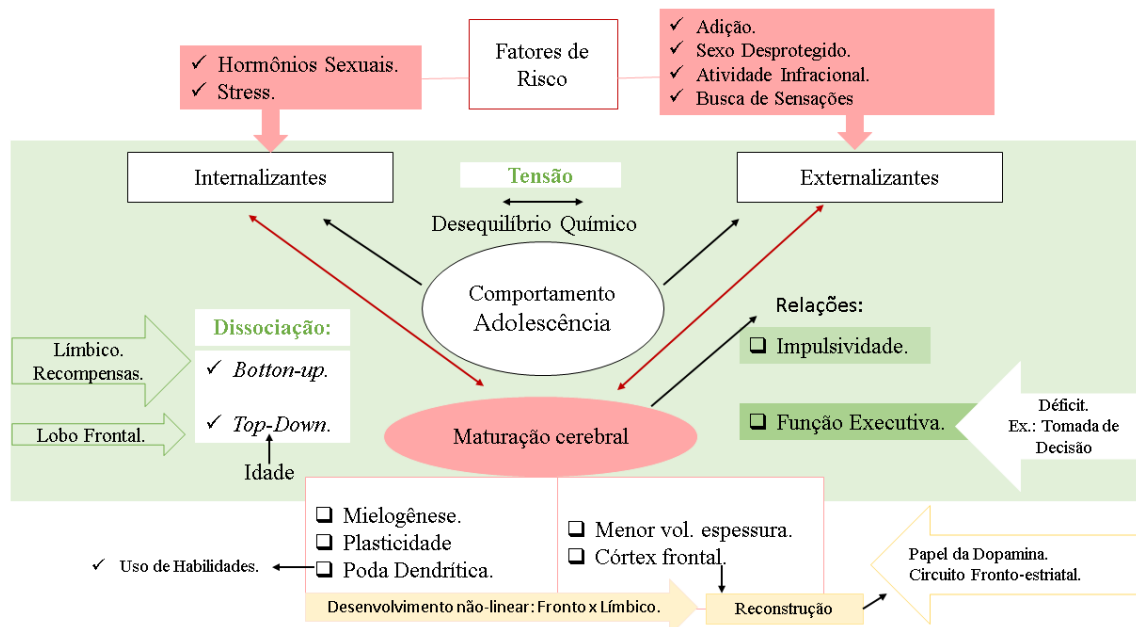 ✓ Hormônios Sexuais.
✓ Stress.
Fatores de
Risco
✓ Adição.
✓ Sexo Desprotegido.
✓ Atividade Infracional.
✓ Busca de Sensações
Internalizantes
Tensão
Desequilíbrio Químico
Externalizantes
Comportamento
Adolescência
Límbico.
Recompensas.
Lobo Frontal.
Dissociação:
✓ Botton-up.
✓ Top-Down.
Idade
Maturação cerebral
Relações:
❑ Impulsividade.
❑ Função Executiva.
Déficit.
Ex.: Tomada de
Decisão
❑ Mielogênese.
❑ Plasticidade
❑ Poda Dendrítica.
✓ Uso de Habilidades.
❑ Menor vol. espessura.
❑ Córtex frontal.
Desenvolvimento não-linear: Fronto x Límbico.
Reconstrução
Papel da Dopamina.
Circuito Fronto-estriatal.